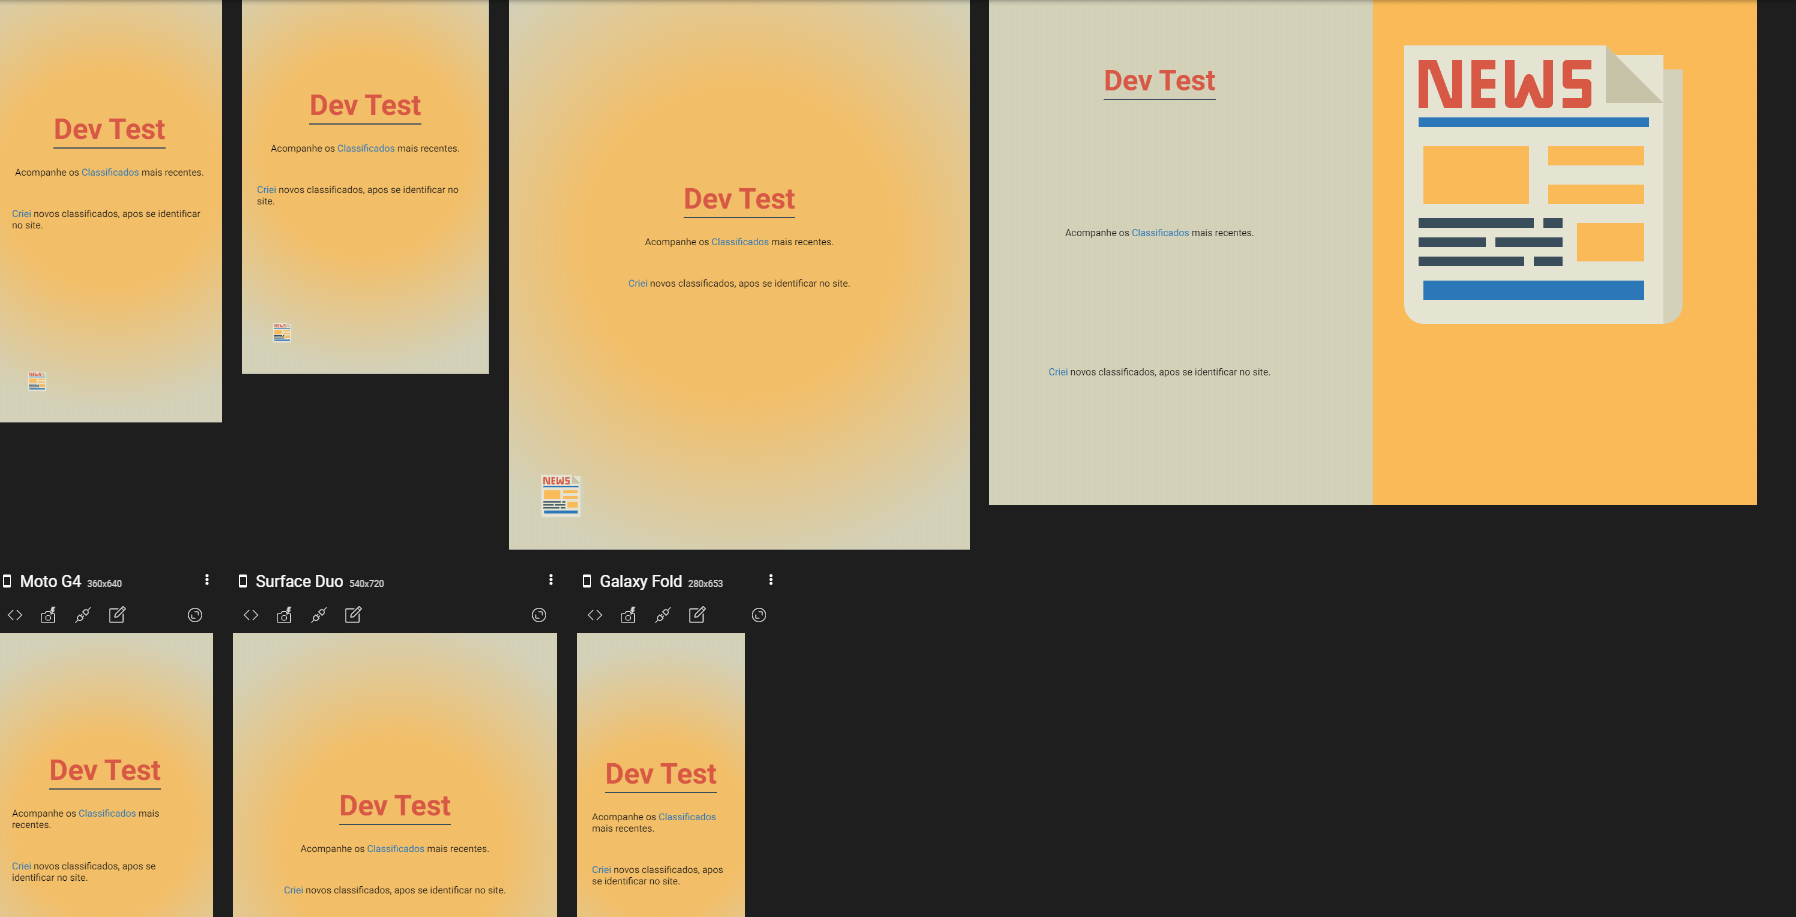 Dev Test
Acompanhe os Classificados mais recentes.
Criei novos classificados, apos se identificar
no site.
Dev Test
Acompanhe os Classificados mais recentes.
Criei novos classificados, apos se identificar no
site.
Dev Test
Acompanhe os Classificados mais recentes.
Criei novos classificados, apos se identificar no site.
NEWS
Dev Test
Acompanhe os Classificados mais recentes.
Criei novos classificados, apos se identificar no site.
NEWS
Moto G4 360x640
Dev Test
Acompanhe os Classificados mais
recentes.
Criei novos classificados, apos se
identificar no site.
Surface Duo 540x720
Dev Test
Acompanhe os Classificados mais recentes.
Criei novos classificados, apos se identificar no site.
Galaxy Fold 280x653
Dev Test
Acompanhe os Classificados
mais recentes.
Criei novos classificados, apos
se identificar no site.